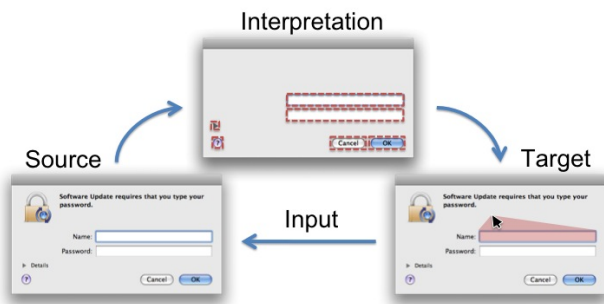 Interpretation
Cancel OK
Source
Target
Input
Software Update requires that you type your
password.
Name:
Password:
Details
?
Cancel OK
Software Update requires that you type your
password.
Name:
Password:
Details
?
Cancel OK